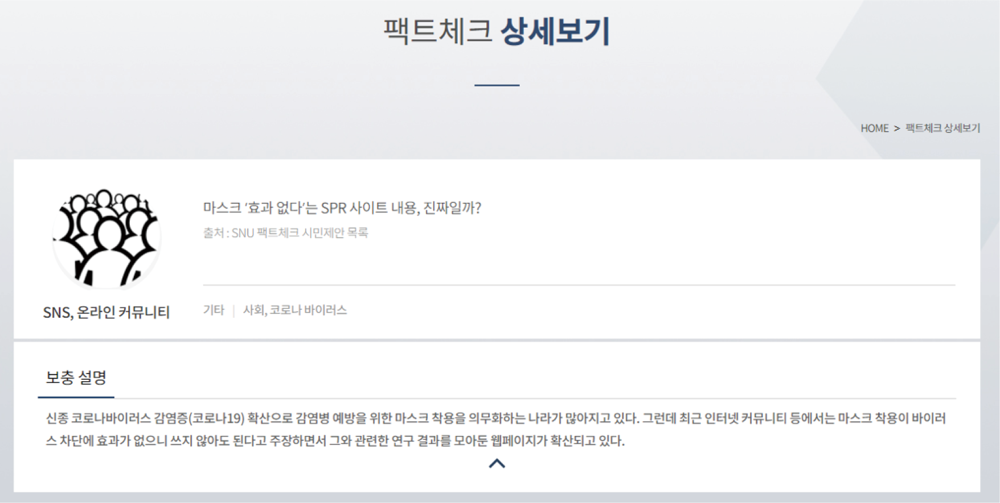 팩트체크 상세보기
HOME > 팩트체크 상세보기
마스크 ‘효과 없다’는 SPR 사이트 내용, 진짜일까?
출처 : SNU 팩트체크 시민제안 목록
SNS, 온라인 커뮤니티
기타 | 사회, 코로나 바이러스
보충 설명
신종 코로나바이러스 감염증(코로나19) 확산으로 감염병 예방을 위한 마스크 착용을 의무화하는 나라가 많아지고 있다. 그런데 최근 인터넷 커뮤니티 등에서는 마스크 착용이 바이러
스 차단에 효과가 없으니 쓰지 않아도 된다고 주장하면서 그와 관련한 연구 결과를 모아둔 웹페이지가 확산되고 있다.